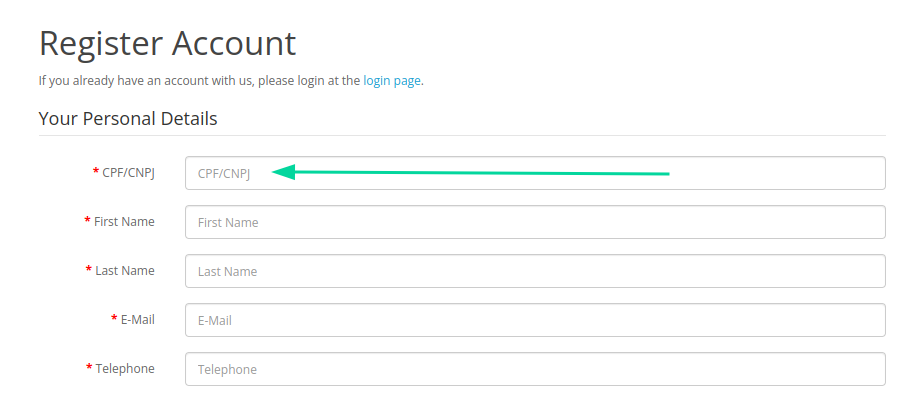 Register Account
If you already have an account with us, please login at the login page.
Your Personal Details
* CPF/CNPJ CPF/CNPJ
* First Name First Name
* Last Name Last Name
* E-Mail E-Mail
* Telephone Telephone